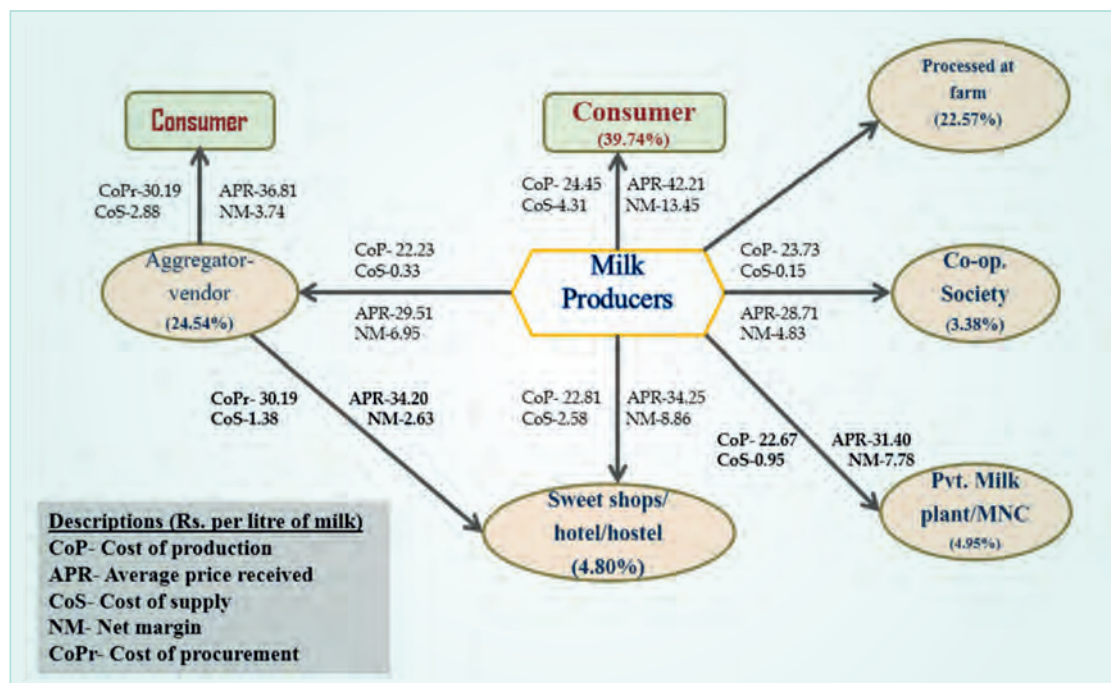 Processed at
farm
(22.57%)
Consumer
Consumer
(39.74%)
CoPr-30.19
CoS-2.88
APR-36.81
NM-3.74
CoP- 24.45
CoS-4.31
APR-42.21
NM-13.45
Aggregator-
vendor
(24.54%)
CoP- 22.23
CoS-0.33
APR-29.51
NM-6.95
Milk
Producers
CoP- 23.73
CoS-0.15
APR-28.71
NM-4.83
Co-op.
Society
(3.38%)
CoPr- 30.19
CoS-1.38
APR-34.20
NM-2.63
CoP- 22.81
CoS-2.58
APR-34.25
NM-8.86
CoP- 22.67
CoS-0.95
APR-31.40
NM-7.78
Sweet shops/
hotel/hostel
(4.80%)
Pvt. Milk
plant/MNC
(4.95%)
Descriptions (Rs. per litre of milk)
CoP- Cost of production
APR- Average price received
CoS- Cost of supply
NM- Net margin
CoPr- Cost of procurement